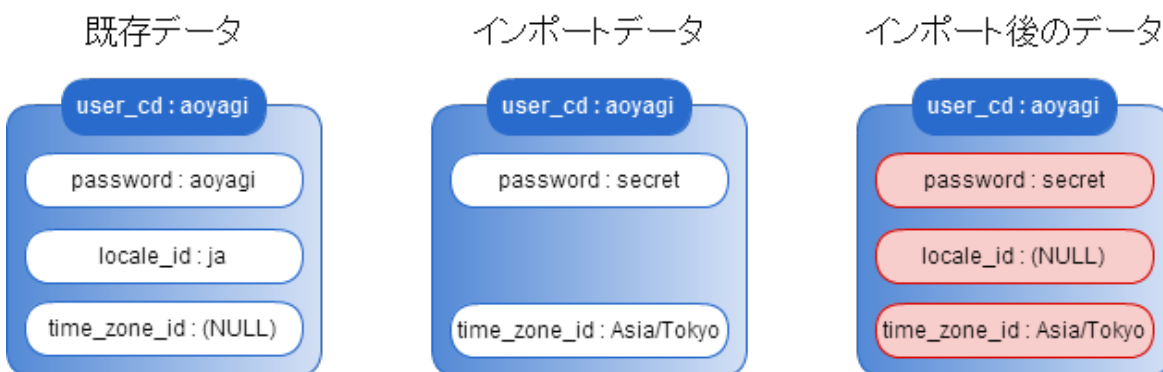 既存データ
user_cd : aoyagi
password : aoyagi
locale_id : ja
time_zone_id : (NULL)
インポートデータ
user_cd : aoyagi
password : secret
time_zone_id : Asia/Tokyo
インポート後のデータ
user_cd : aoyagi
password : secret
locale_id : (NULL)
time_zone_id : Asia/Tokyo